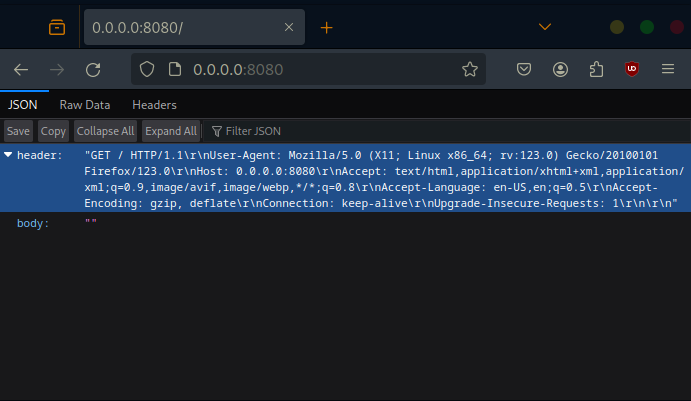 0.0.0.0:8080/
0.0.0.0:8080
JSON Raw Data Headers
Save Copy Collapse All Expand All Filter JSON
header: "GET / HTTP/1.1\r\nUser-Agent: Mozilla/5.0 (X11; Linux x86_64; rv:123.0) Gecko/20100101
Firefox/123.0\r\nHost: 0.0.0.0:8080\r\nAccept: text/html,application/xhtml+xml,application/
xml;q=0.9,image/avif,image/webp,*/*;q=0.8\r\nAccept-Language: en-US,en;q=0.5\r\nAccept-
Encoding: gzip, deflate\r\nConnection: keep-alive\r\nUpgrade-Insecure-Requests: 1\r\n\r\n"
body: ""